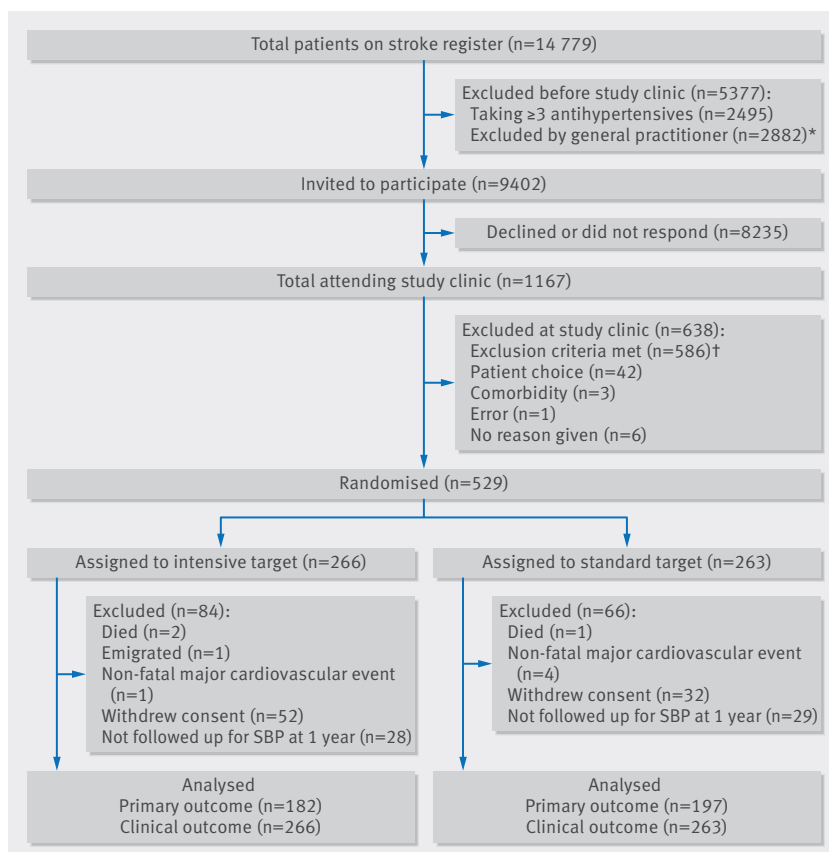 Total patients on stroke register (n=14 779)
Excluded before study clinic (n=5377):
Taking ≥3 antihypertensives (n=2495)
Excluded by general practitioner (n=2882)*
Invited to participate (n=9402)
Declined or did not respond (n=8235)
Total attending study clinic (n=1167)
Excluded at study clinic (n=638):
Exclusion criteria met (n=586)†
Patient choice (n=42)
Comorbidity (n=3)
Error (n=1)
No reason given (n=6)
Randomised (n=529)
Assigned to intensive target (n=266)
Excluded (n=84):
Died (n=2)
Emigrated (n=1)
Non-fatal major cardiovascular event
(n=1)
Withdrew consent (n=52)
Not followed up for SBP at 1 year (n=28)
Analysed
Primary outcome (n=182)
Clinical outcome (n=266)
Assigned to standard target (n=263)
Excluded (n=66):
Died (n=1)
Non-fatal major cardiovascular event
(n=4)
Withdrew consent (n=32)
Not followed up for SBP at 1 year (n=29)
Analysed
Primary outcome (n=197)
Clinical outcome (n=263)